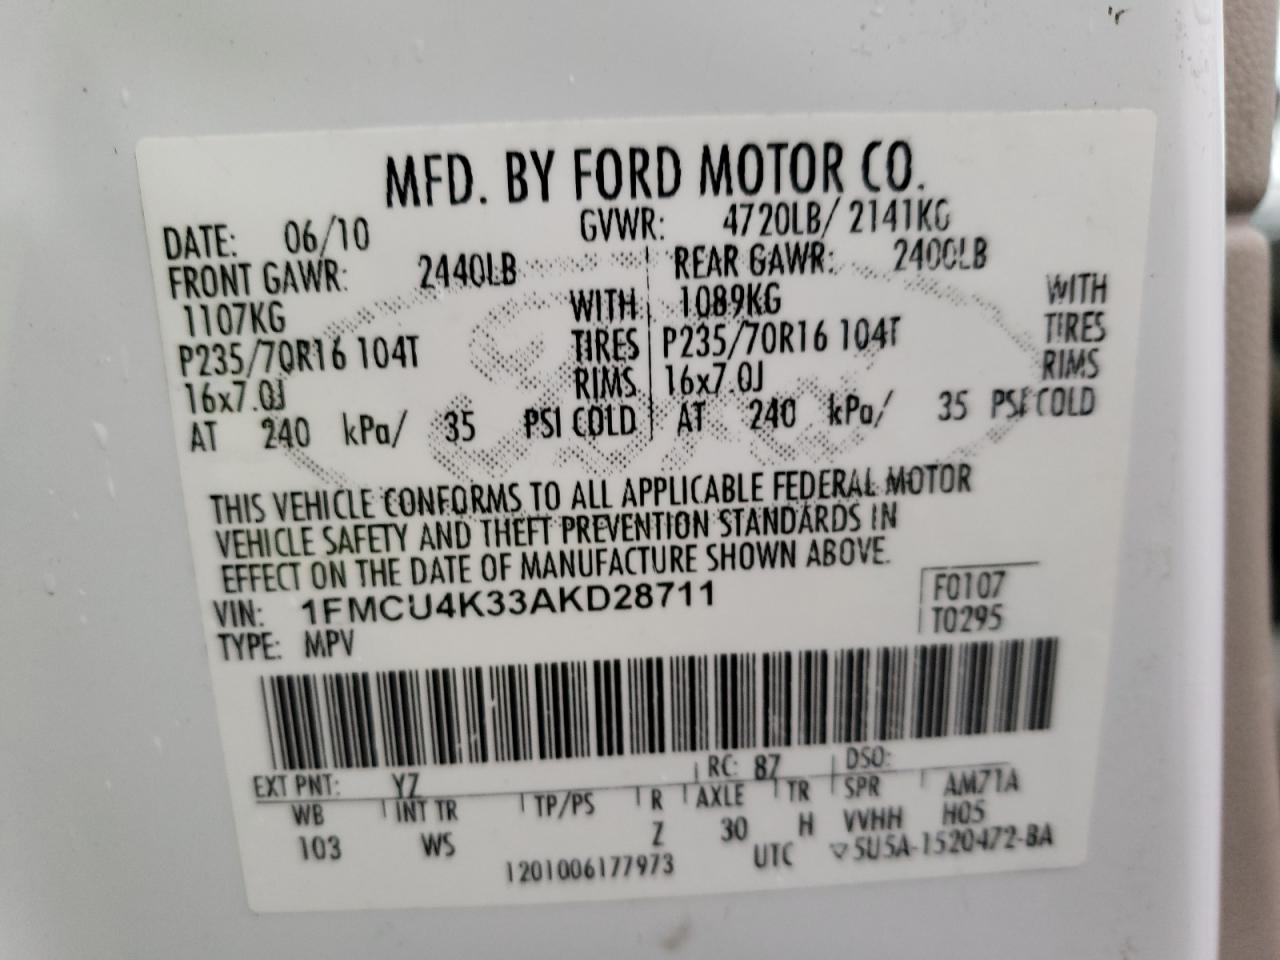 MFD. BY FORD MOTOR CO.
DATE: 06/10 GVWR: 4720LB/ 2141KG
FRONT GAWR: 2440LB REAR GAWR: 2400LB
1107KG WITH 1089KG WITH
P235/70R16 104T TIRES P235/70R16 104T TIRES
16x7.0J RIMS 16x7.0J RIMS
AT 240 kPa/ 35 PSI COLD AT 240 kPa/ 35 PSI COLD
THIS VEHICLE CONFORMS TO ALL APPLICABLE FEDERAL MOTOR
VEHICLE SAFETY AND THEFT PREVENTION STANDARDS IN
EFFECT ON THE DATE OF MANUFACTURE SHOWN ABOVE.
VIN: 1FMCU4K33AKD28711 F0107
TYPE: MPV T0295
EXT PNT: YZ RC: 87 DSO:
WB INT TR TP/PS R AXLE TR SPR AM71A
103 WS Z 30 H VVHH H05
1201006177973 UTC ▽5U5A-1520472-BA